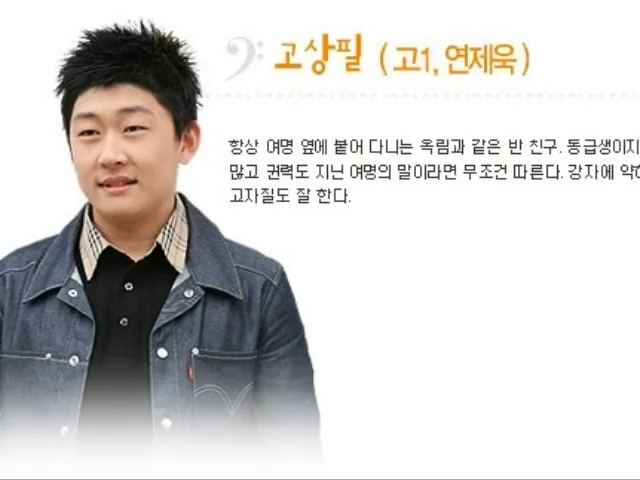 고상필 ( 고1, 연제욱 )
항상 여명 옆에 붙어 다니는 옥림과 같은 반 친구. 동급생이지
많고 권력도 지닌 여명의 말이라면 무조건 따른다. 강자에 약하
고자질도 잘 한다.